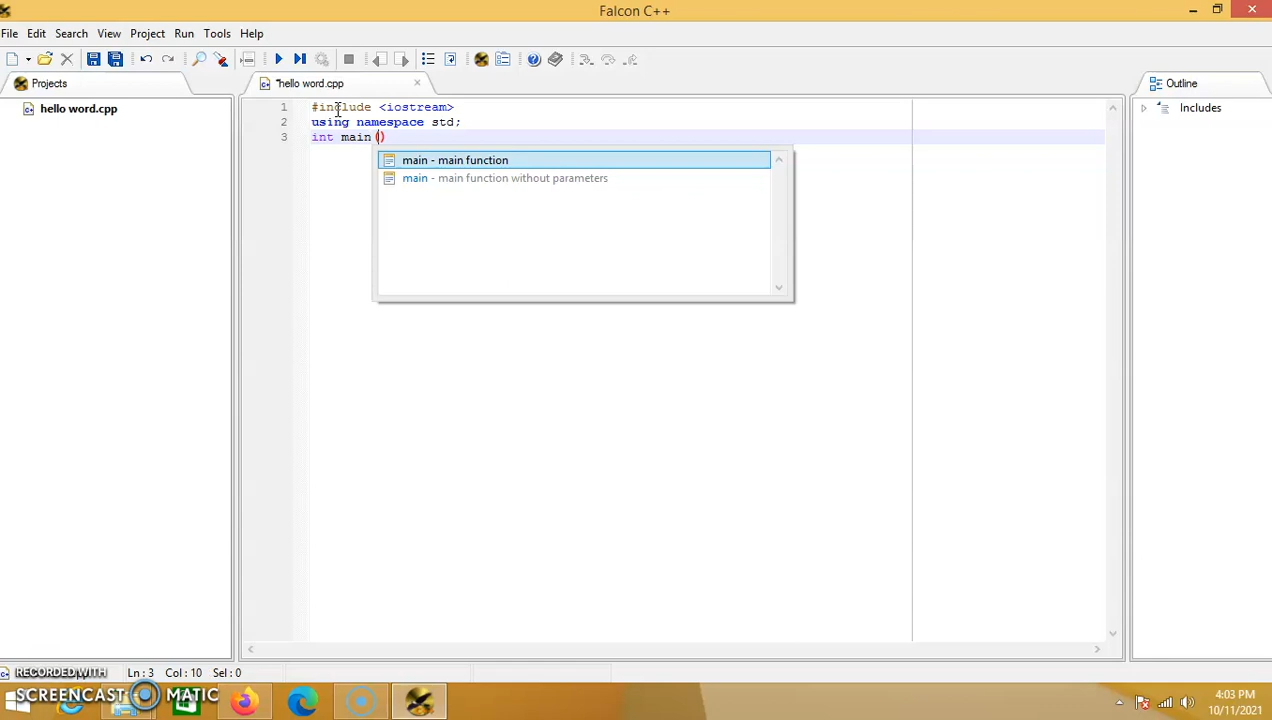 Falcon C++
File Edit Search View Project Run Tools Help
Projects
*hello word.cpp
Outline
hello word.cpp
1 #include <iostream>
2 using namespace std;
3 int main()
main - main function
main - main function without parameters
Includes
Ln : 3 Col : 10 Sel : 0
RECORDED WITH
SCREENCAST MATIC
4:03 PM
10/11/2021